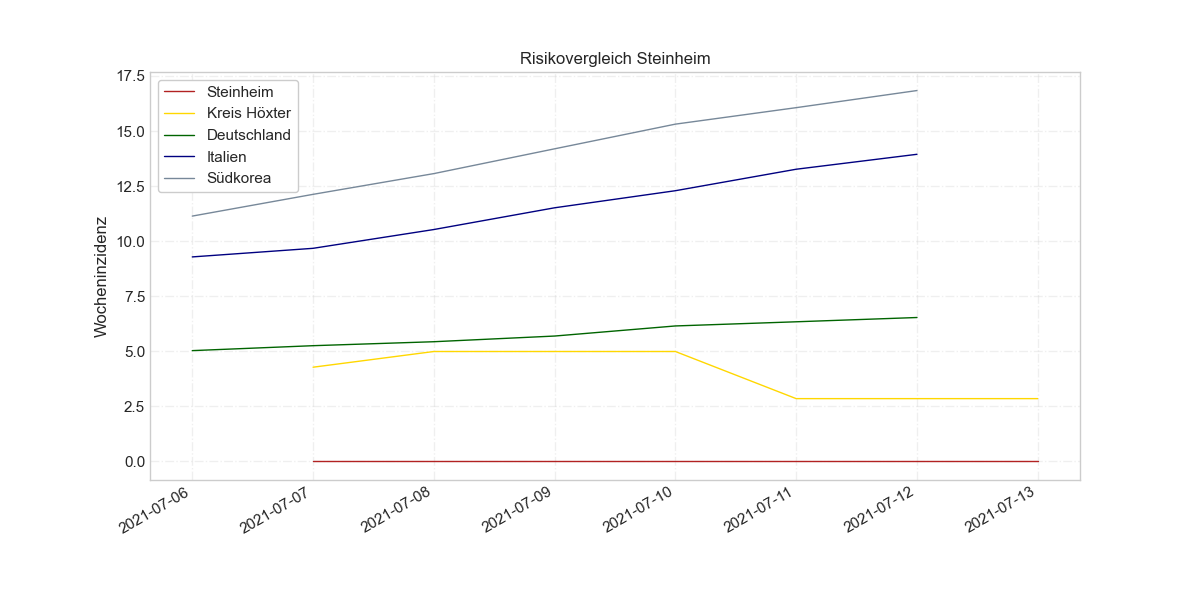 Risikovergleich Steinheim
Wocheninzidenz
17.5
15.0
12.5
10.0
7.5
5.0
2.5
0.0
Steinheim
Kreis Höxter
Deutschland
Italien
Südkorea
2021-07-06
2021-07-07
2021-07-08
2021-07-09
2021-07-10
2021-07-11
2021-07-12
2021-07-13